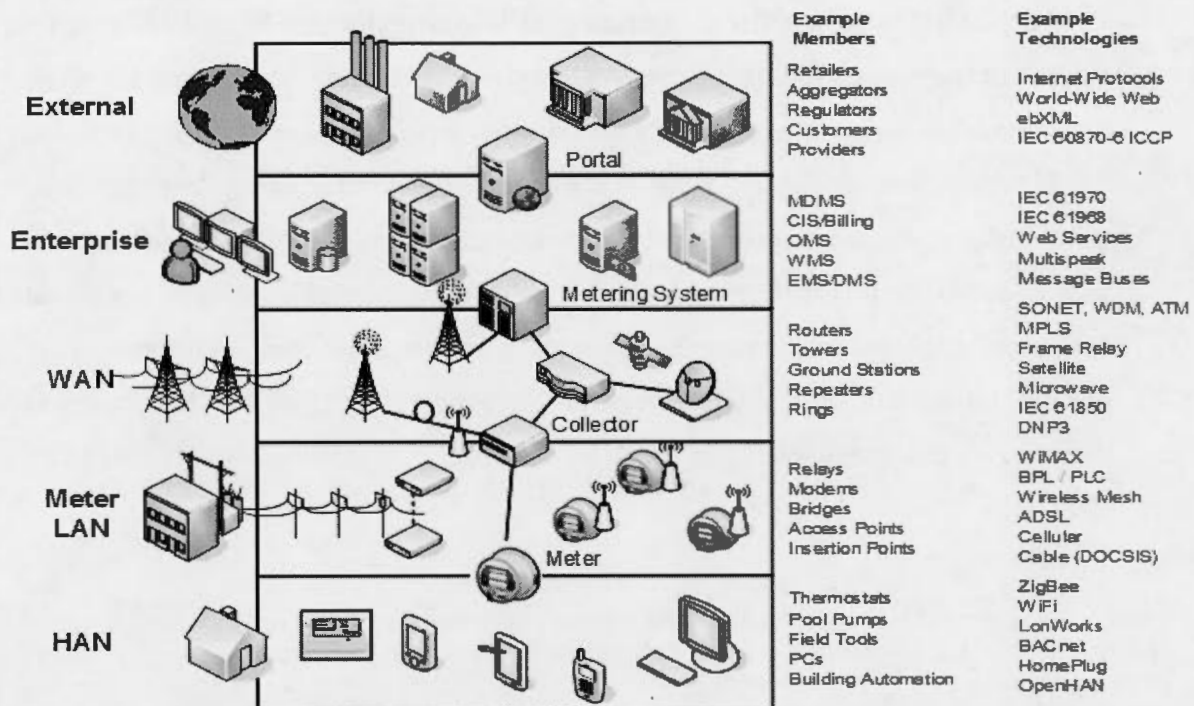 Example
Members
Example
Technologies
External
Portal
Retailers
Aggregators
Regulators
Customers
Providers
Internet Protocols
World-Wide Web
ebXML
IEC 60870-6 ICCP
Enterprise
Metering System
MDMS
CIS/Billing
OMS
WMS
EMS/DMS
IEC 61970
IEC 61968
Web Services
Multispeak
Message Buses
WAN
Collector
Routers
Towers
Ground Stations
Repeaters
Rings
SONET, WDM, ATM
MPLS
Frame Relay
Satellite
Microwave
IEC 61850
DNP3
Meter
LAN
Meter
Relays
Modems
Bridges
Access Points
Insertion Points
WiMAX
BPL / PLC
Wireless Mesh
ADSL
Cellular
Cable (DOCSIS)
HAN
Thermostats
Pool Pumps
Field Tools
PCs
Building Automation
ZigBee
WiFi
LonWorks
BACnet
HomePlug
OpenHAN